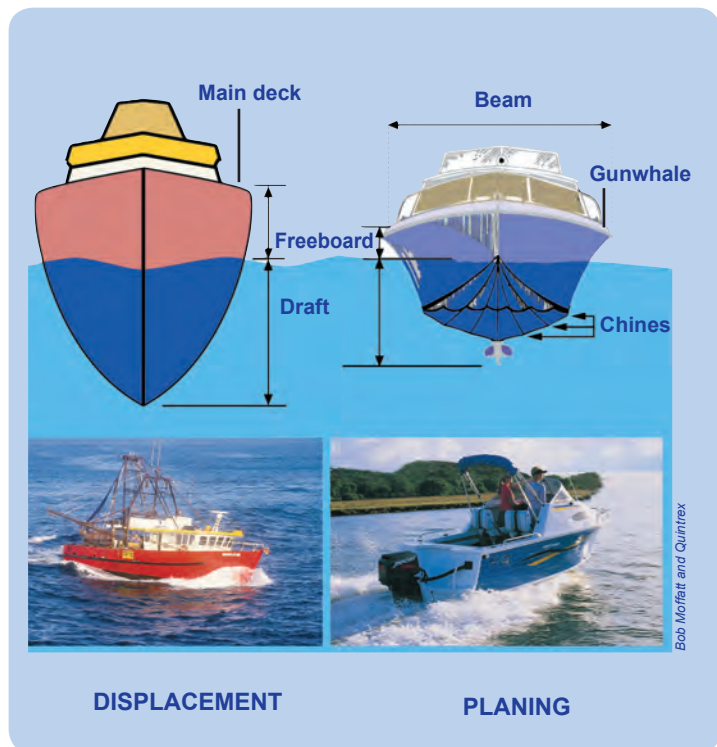 Main deck
Beam
Gunwhale
Freeboard
Draft
Chines
Bob Moffatt and Quintrex
DISPLACEMENT
PLANING